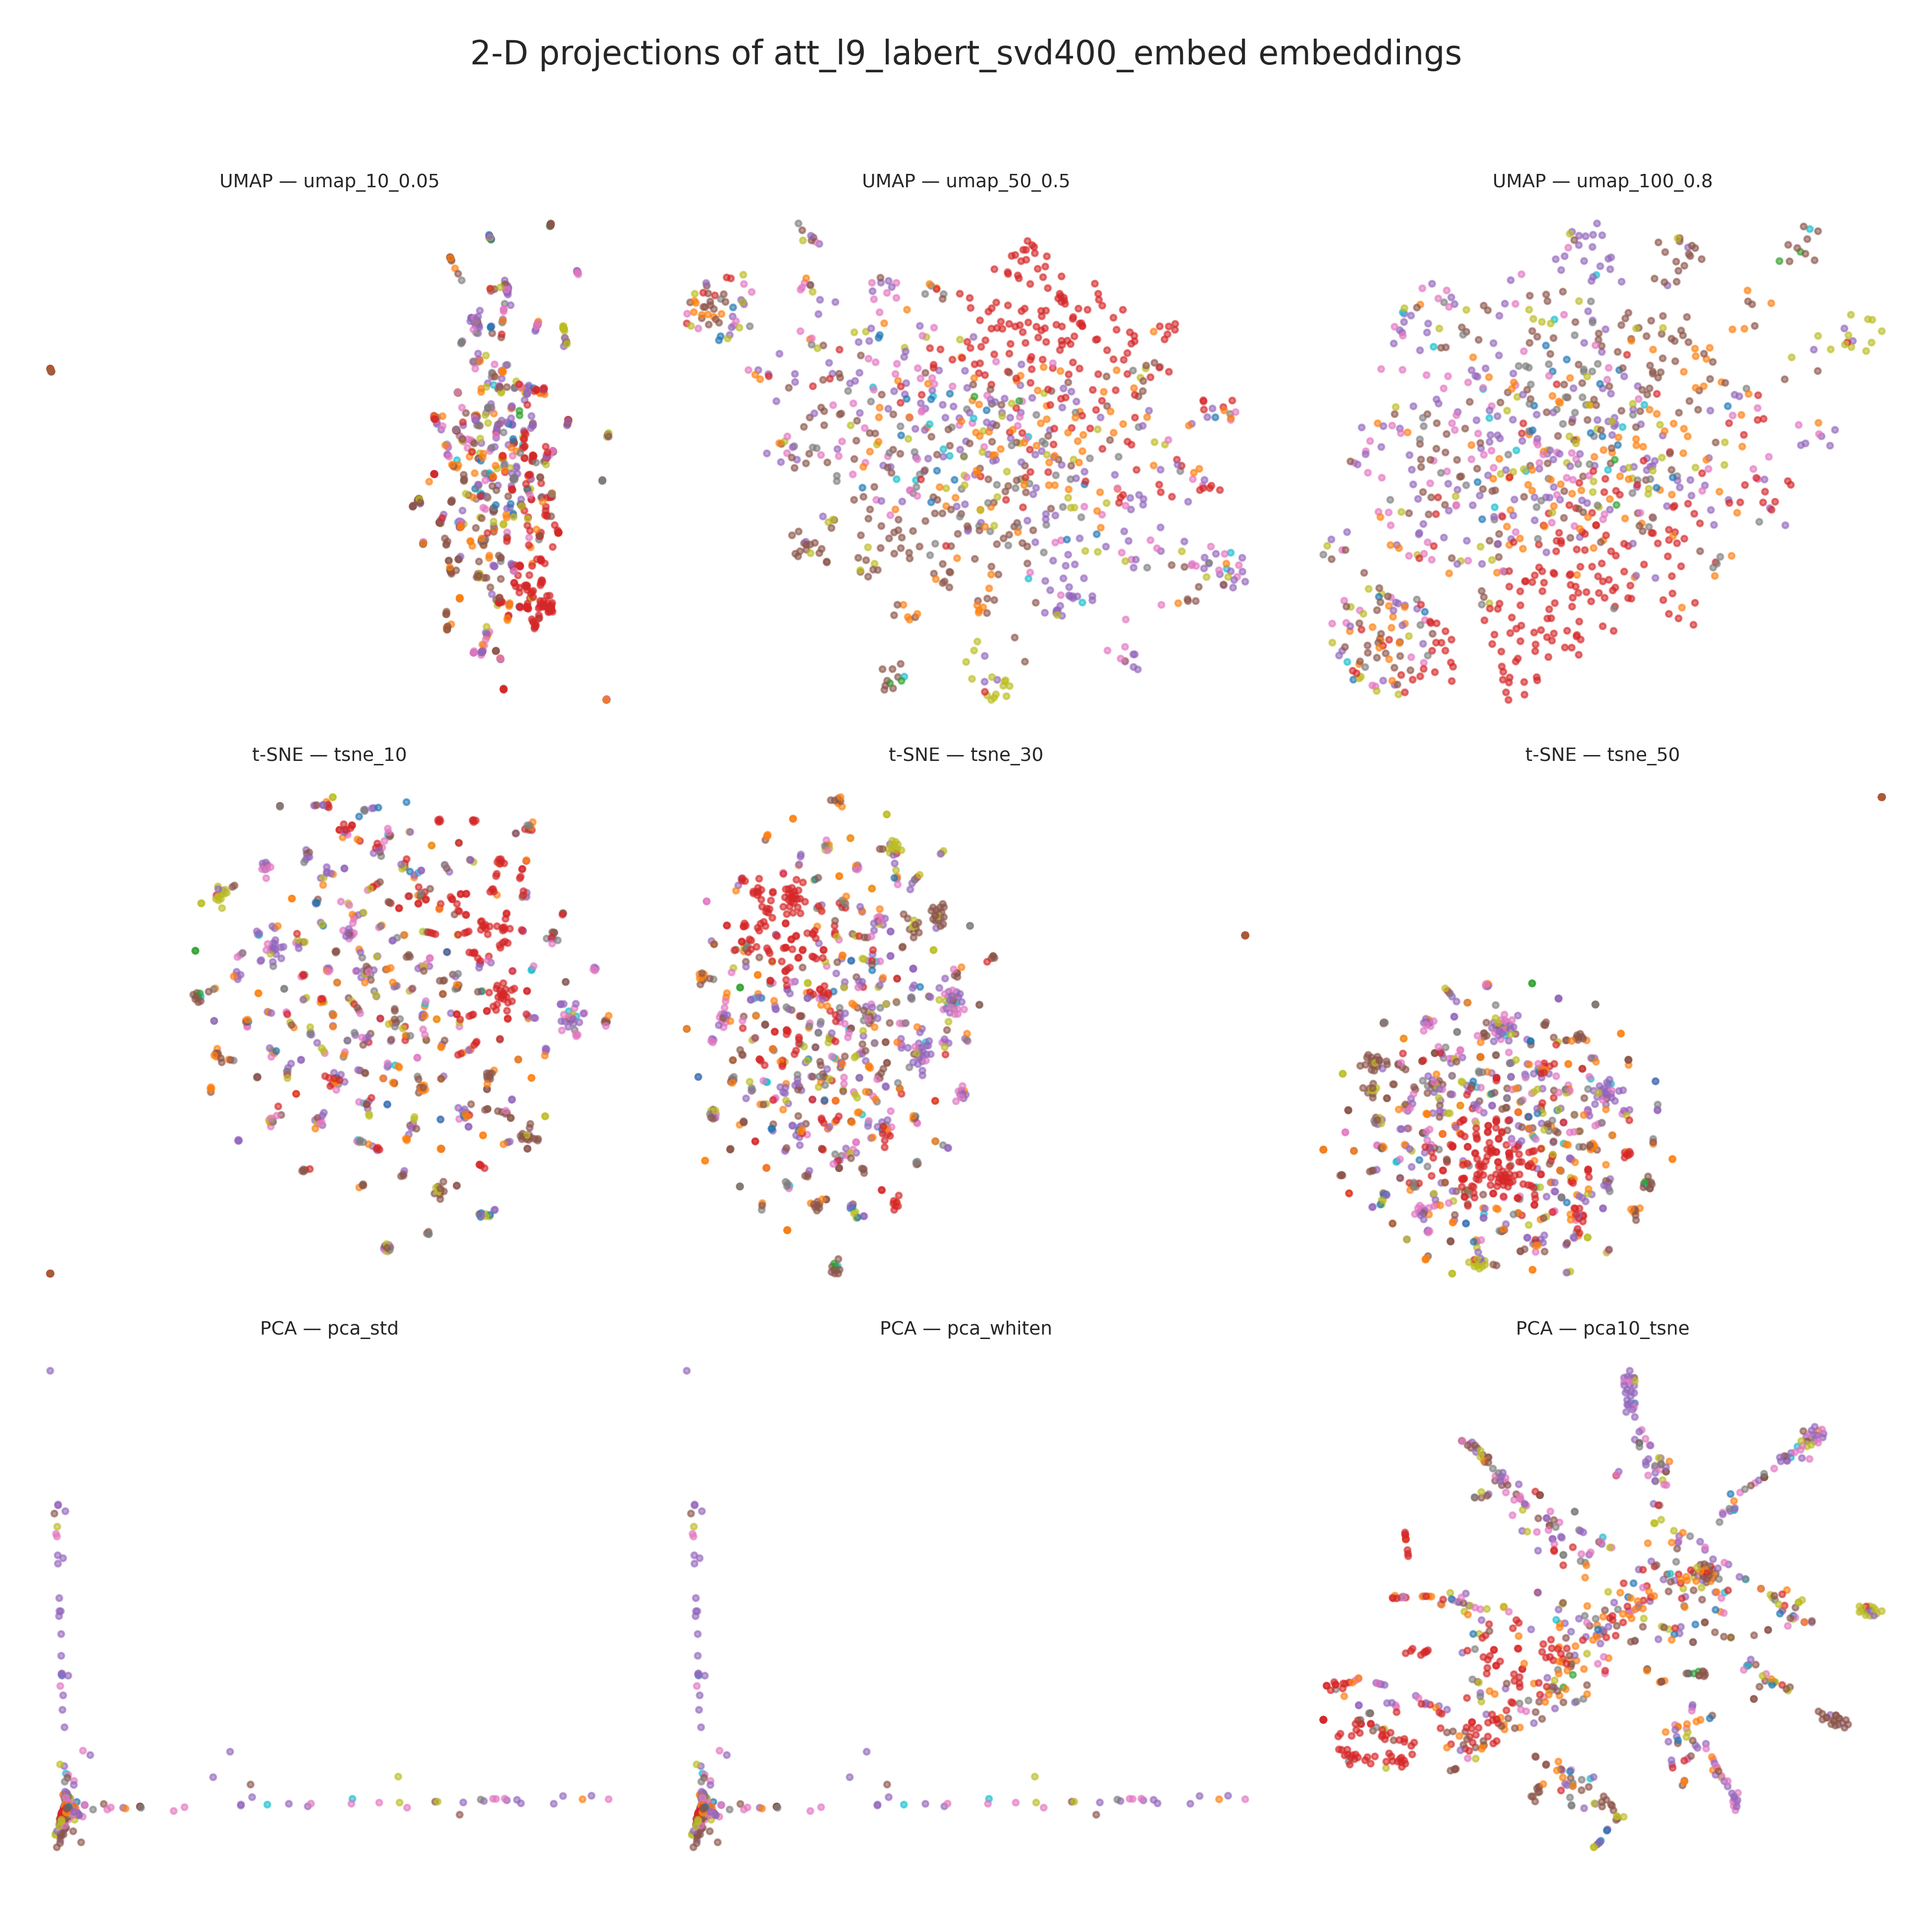 2-D projections of att_l9_labert_svd400_embed embeddings
UMAP — umap_10_0.05
UMAP — umap_50_0.5
UMAP — umap_100_0.8
t-SNE — tsne_10
t-SNE — tsne_30
t-SNE — tsne_50
PCA — pca_std
PCA — pca_whiten
PCA — pca10_tsne